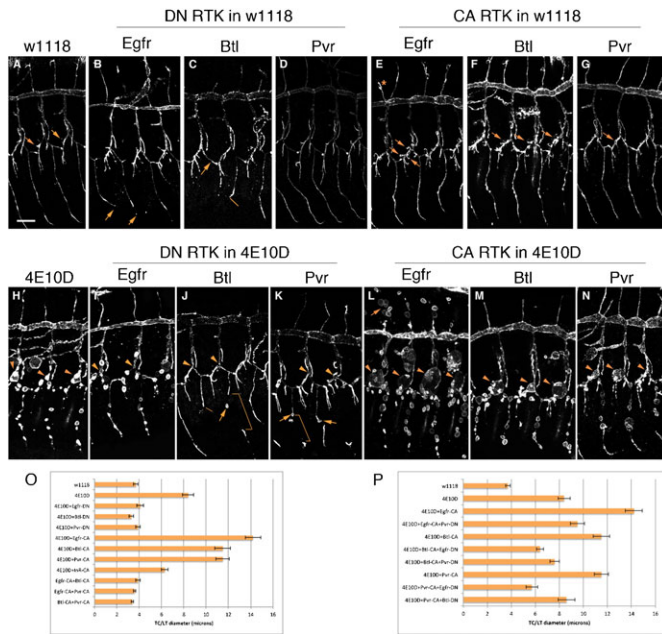 DN RTK in w1118
CA RTK in w1118
w1118 Egfr Btl Pvr Egfr Btl Pvr
A B C D E F G
DN RTK in 4E10D
CA RTK in 4E10D
4E10D Egfr Btl Pvr Egfr Btl Pvr
H I J K L M N
O
w1118
4E10D
4E10D+Egfr-DN
4E10D+Btl-DN
4E10D+Pvr-DN
4E10D+Egfr-CA
4E10D+Btl-CA
4E10D+Pvr-CA
Egfr-CA+Btl-CA
Egfr-CA+Pvr-CA
Btl-CA+Pvr-CA
0 2 4 6 8 10 12 14 16
TC/LT diameter (microns)
P
w1118
4E10D
4E10D+Egfr-CA
4E10D+Egfr-CA+Pvr-DN
4E10D+Btl-CA
4E10D+Btl-CA+Egfr-DN
4E10D+Btl-CA+Pvr-DN
4E10D+Pvr-CA
4E10D+Pvr-CA+Egfr-DN
4E10D+Pvr-CA+Btl-DN
0 2 4 6 8 10 12 14 16
TC/LT diameter (microns)